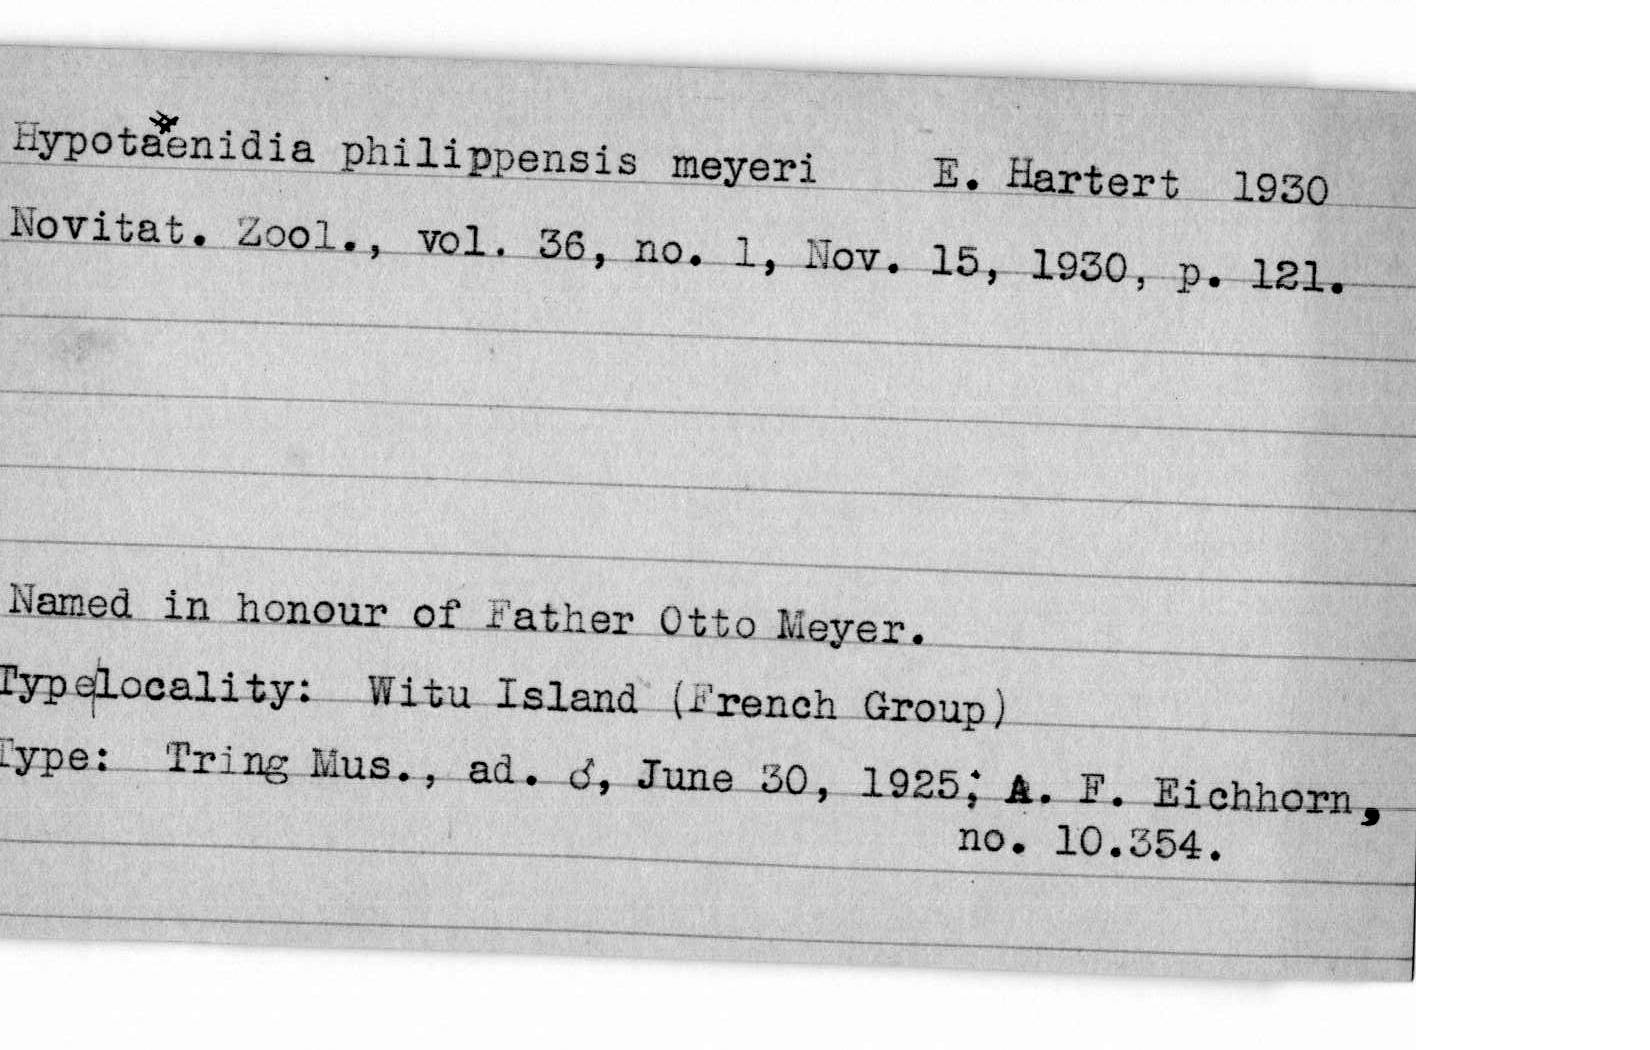 Hypotaenidia philippensis meyeri E. Hartert 1930
Novitat. Zool., vol. 36, no. 1, Nov. 15, 1930, p. 121.
Named in honour of Father Otto Meyer.
Type locality: Witu Island (French Group)
Type: Tring Mus., ad. ♂, June 30, 1925; A. F. Eichhorn,
no. 10.354.